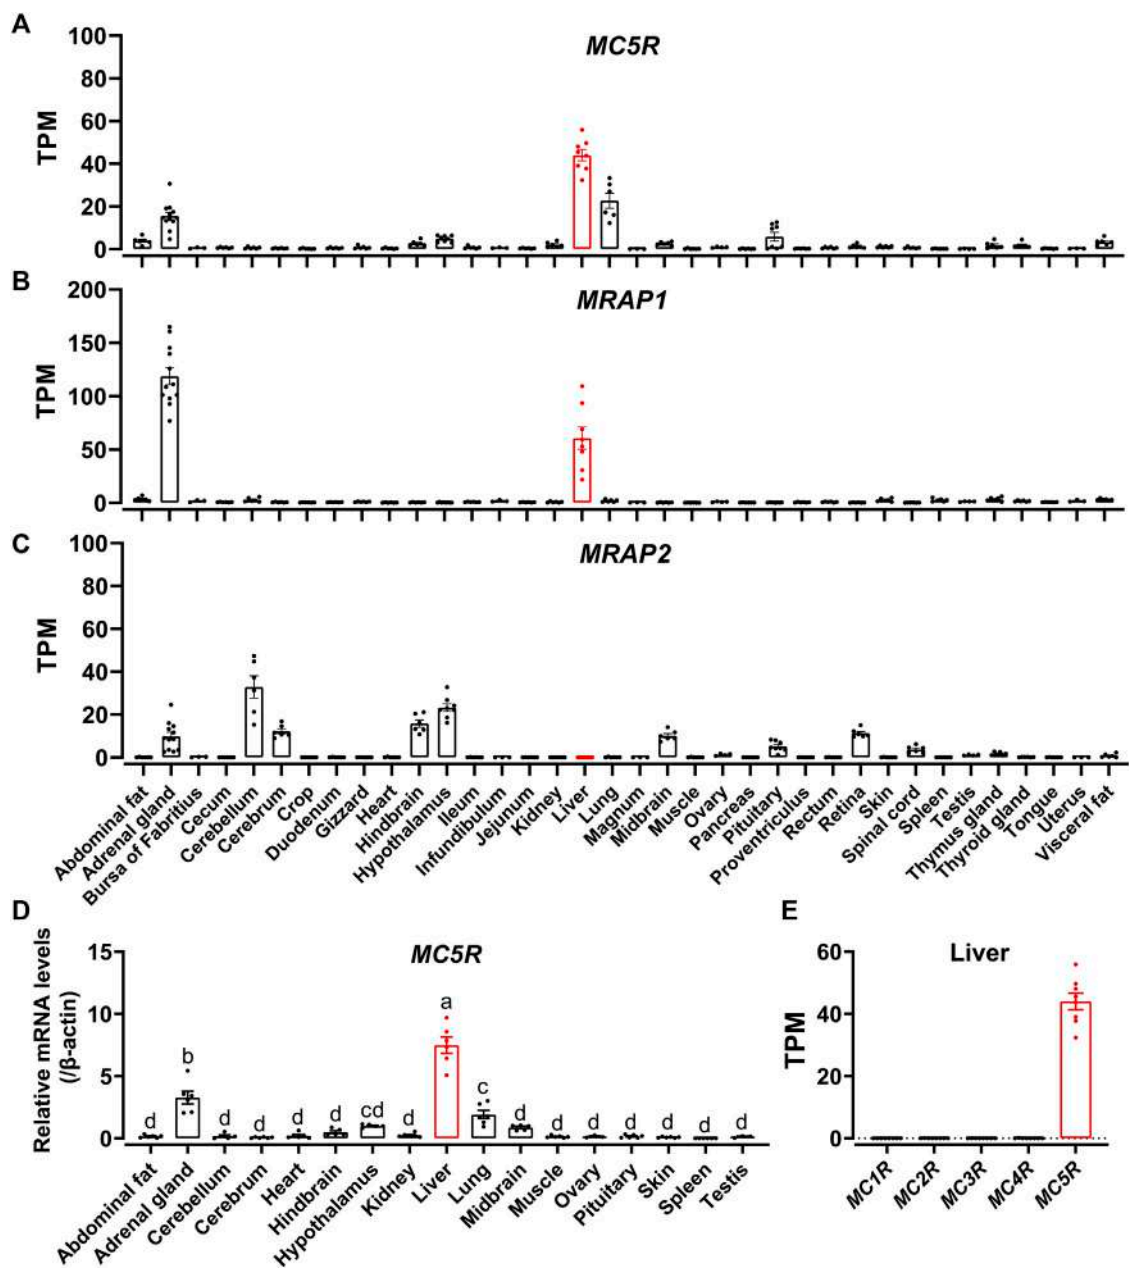 A
MC5R
100
80
60
40
20
0
TPM
B
MRAP1
200
150
100
50
0
TPM
C
MRAP2
100
80
60
40
20
0
TPM
Abdominal fat
Adrenal gland
Bursa of Fabritius
Cecum
Cerebellum
Cerebrum
Crop
Duodenum
Gizzard
Heart
Hindbrain
Hypothalamus
Ileum
Infundibulum
Jejunum
Kidney
Liver
Lung
Magnum
Midbrain
Muscle
Ovary
Pancreas
Pituitary
Proventriculus
Rectum
Retina
Skin
Spinal cord
Spleen
Testis
Thymus gland
Thyroid gland
Tongue
Uterus
Visceral fat
D
MC5R
Relative mRNA levels
(/β-actin)
15
10
5
0
d
b
d
d
d
d
cd
d
a
c
d
d
d
d
d
d
d
Abdominal fat
Adrenal gland
Cerebellum
Cerebrum
Heart
Hindbrain
Hypothalamus
Kidney
Liver
Lung
Midbrain
Muscle
Ovary
Pituitary
Skin
Spleen
Testis
E
Liver
TPM
60
40
20
0
MC1R
MC2R
MC3R
MC4R
MC5R